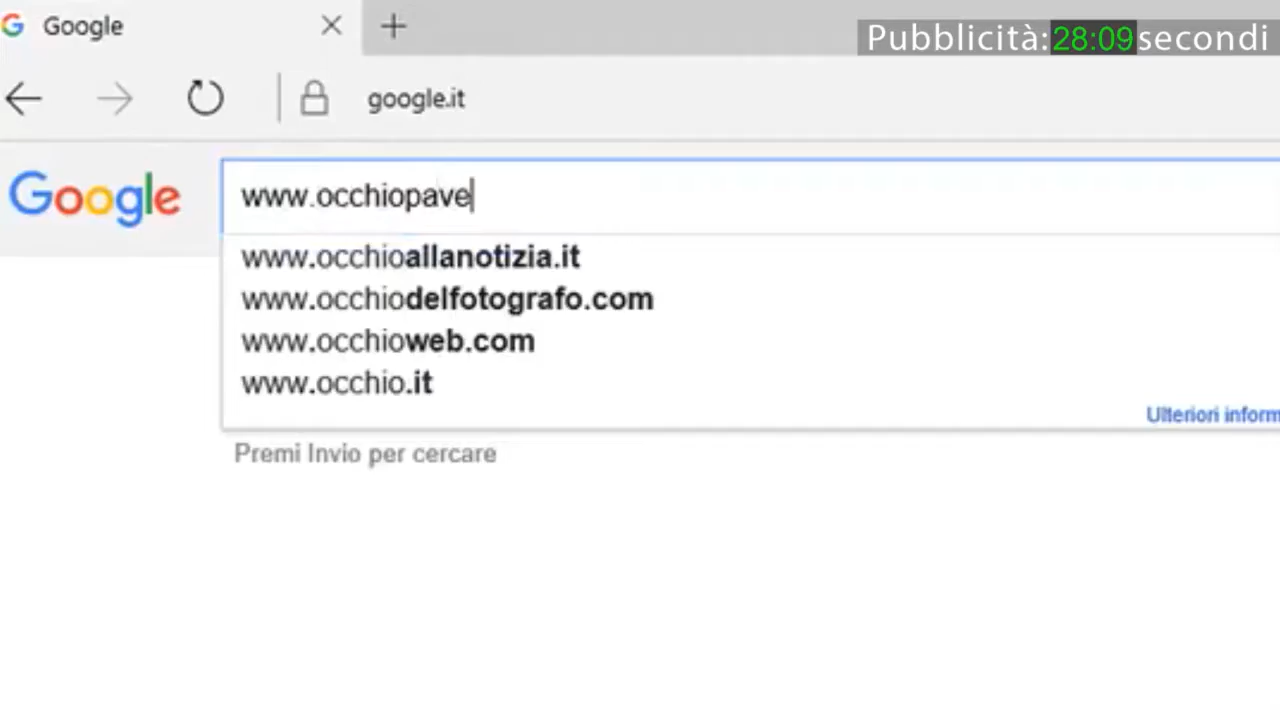 Google
Pubblicità:28:09secondi
google.it
Google
www.occhiopave
www.occhioallanotizia.it
www.occhiodelfotografo.com
www.occhioweb.com
www.occhio.it
Ulteriori inform
Premi Invio per cercare